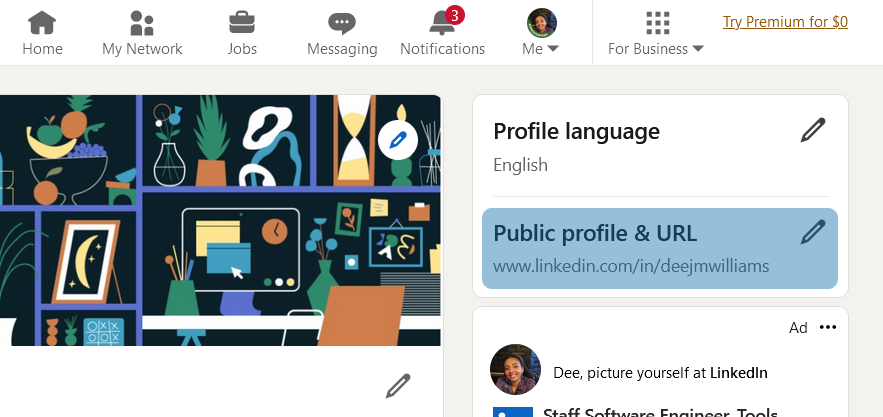 3
Home
My Network
Jobs
Messaging
Notifications
Me
For Business
Try Premium for $0
Profile language
English
Public profile & URL
www.linkedin.com/in/deejmwilliams
Ad
Dee, picture yourself at LinkedIn
Staff Software Engineer, Tools